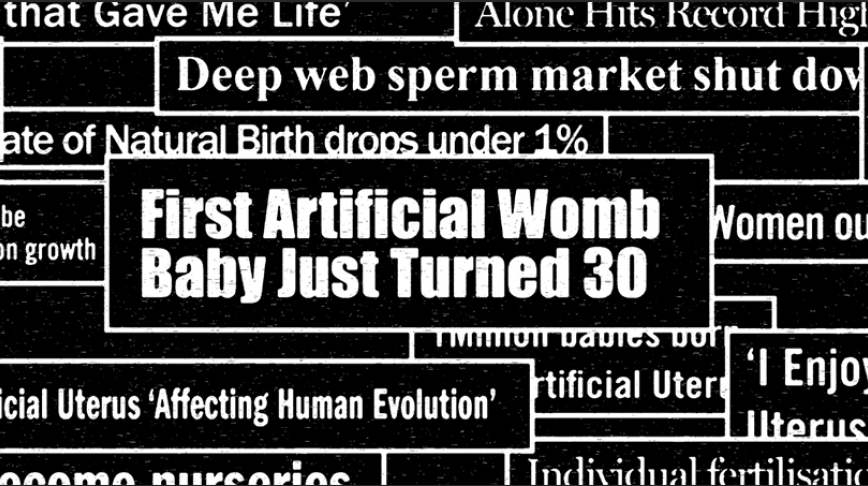 that Gave Me Life’
Alone Hits Record High
Deep web sperm market shut dow
ate of Natural Birth drops under 1%
be
on growth
First Artificial Womb
Baby Just Turned 30
Women ou
1Million babies born
rtificial Uteru
‘I Enjoy
Uterus
icial Uterus ‘Affecting Human Evolution’
ecome nurseries
Individual fertilisatio